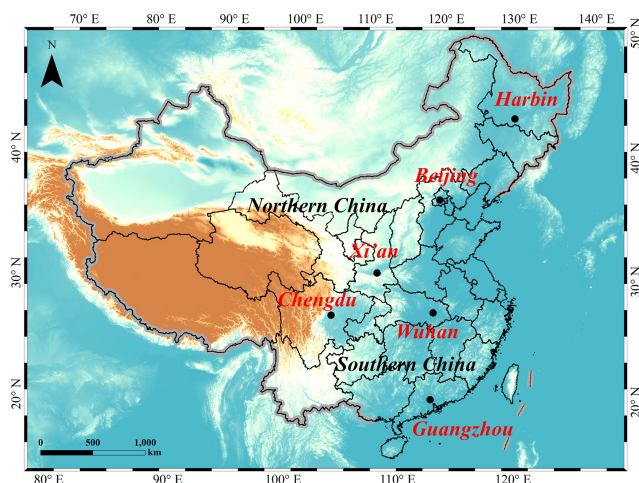 70° E 80° E 90° E 100° E 110° E 120° E 130° E 140° E
50° N
50° N
N
Harbin
40° N
40° N
Beijing
Northern China
Xi'an
30° N
30° N
Chengdu
Wuhan
Southern China
20° N
20° N
Guangzhou
0 500 1,000
km
80° E 90° E 100° E 110° E 120° E